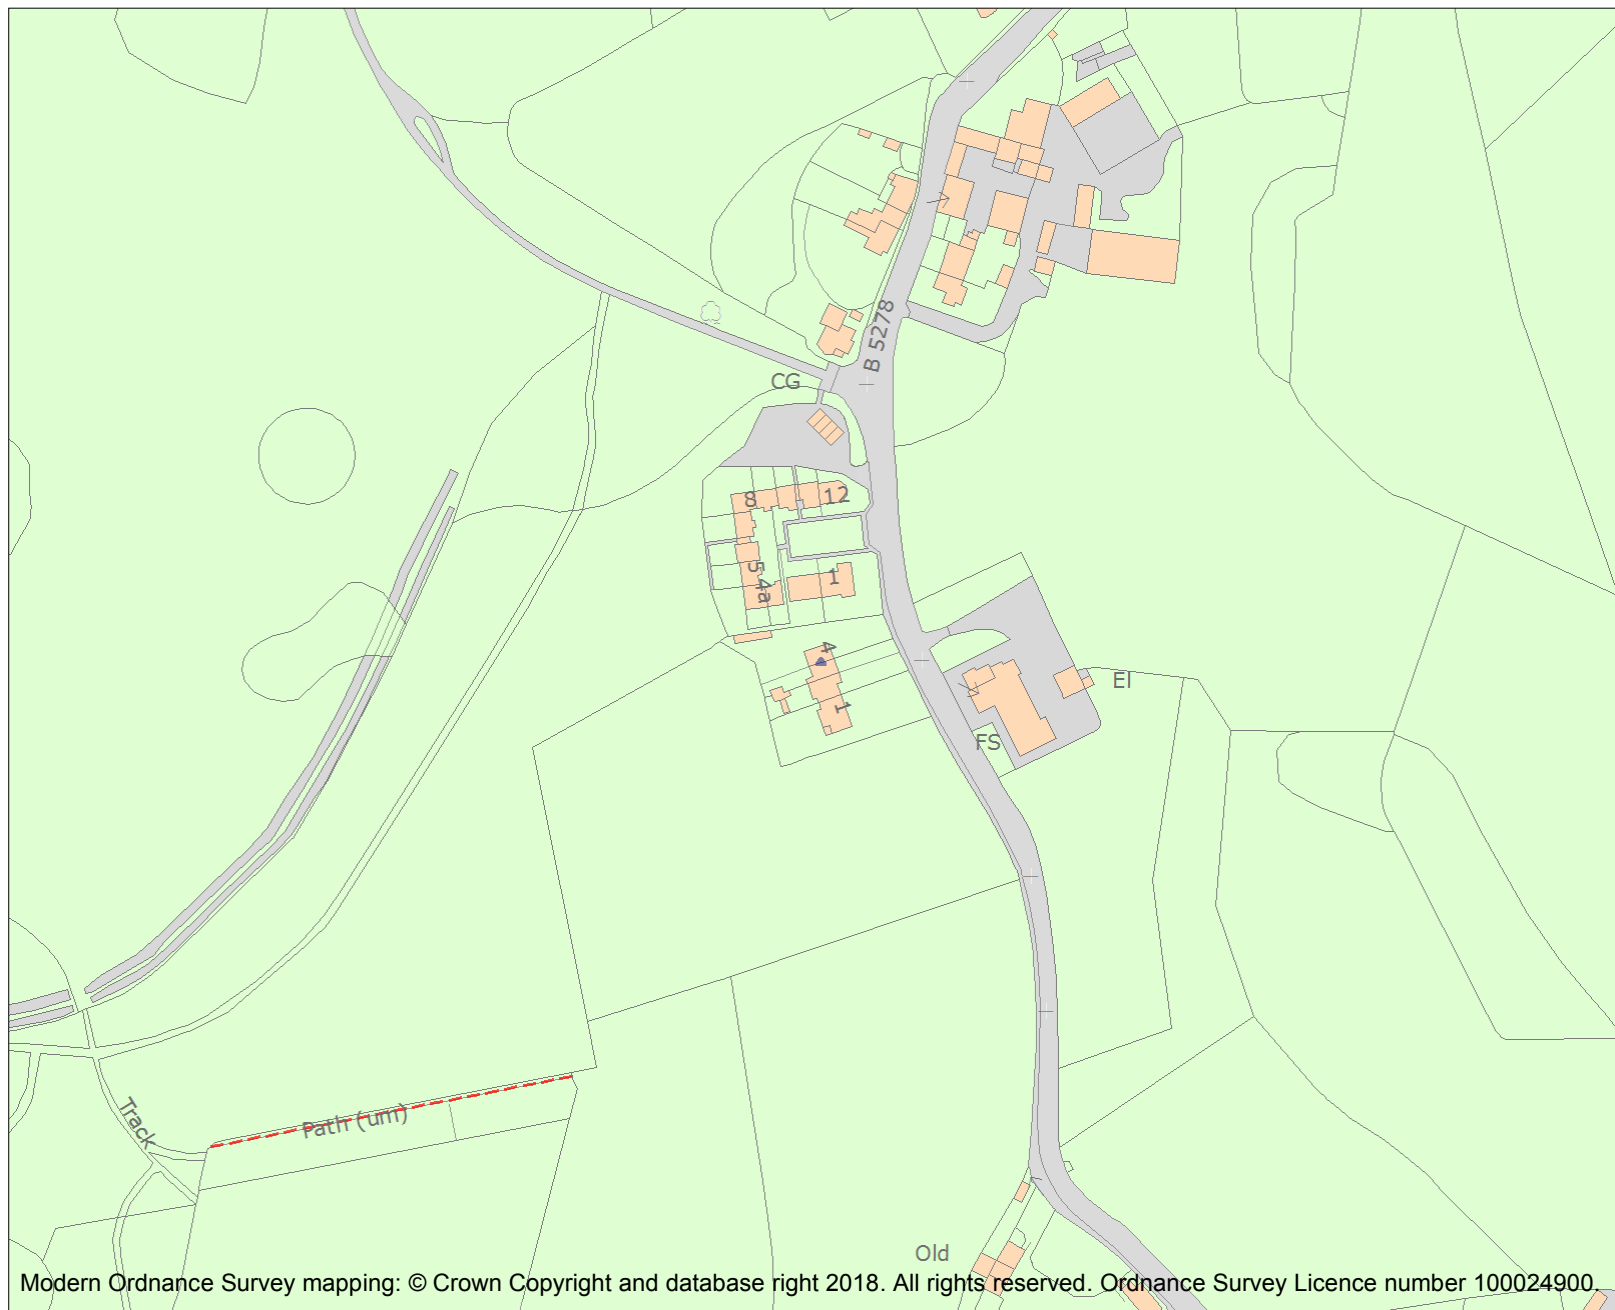 B 5278
CG
8
12
5
4a
1
4
1
El
FS
Track
Path (um)
Old
Modern Ordnance Survey mapping: © Crown Copyright and database right 2018. All rights reserved. Ordnance Survey Licence number 100024900.